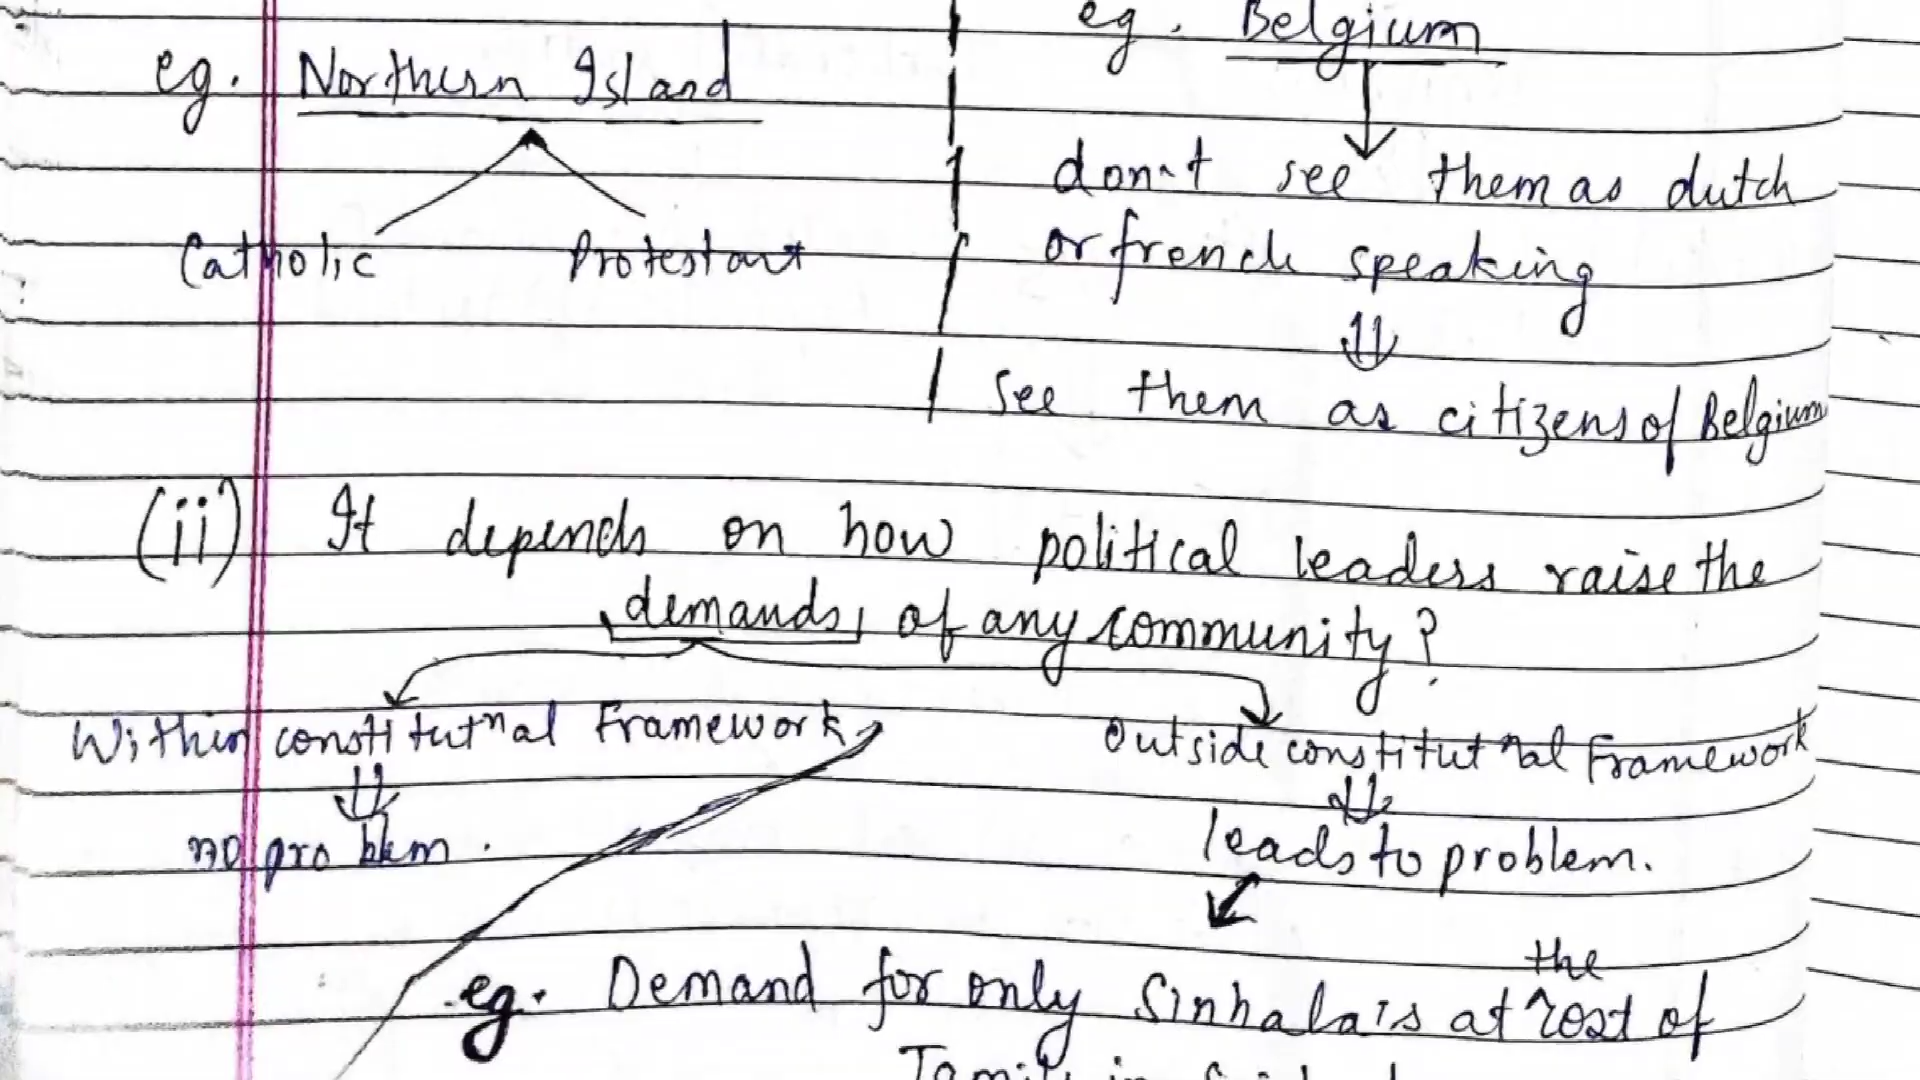 eg. Northern Island
Catholic Protestant
eg. Belgium
don't see them as dutch
or french speaking
see them as citizens of Belgium
(ii) It depends on how political leaders raise the
demands of any community?
Within constitutnal Framework
no problem.
Outside constitutnal Framework
leads to problem.
the
eg. Demand for only Sinhala's at cost of